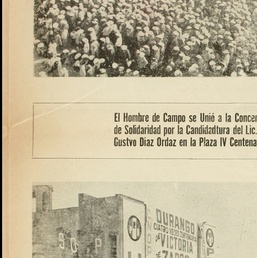 El Hombre de Campo se Unió a la Concen
de Solidaridad por la Candidzdtura del Lic.
Gustvo Díaz Ordaz en la Plaza IV Centena
DURANGO
VICTORIA